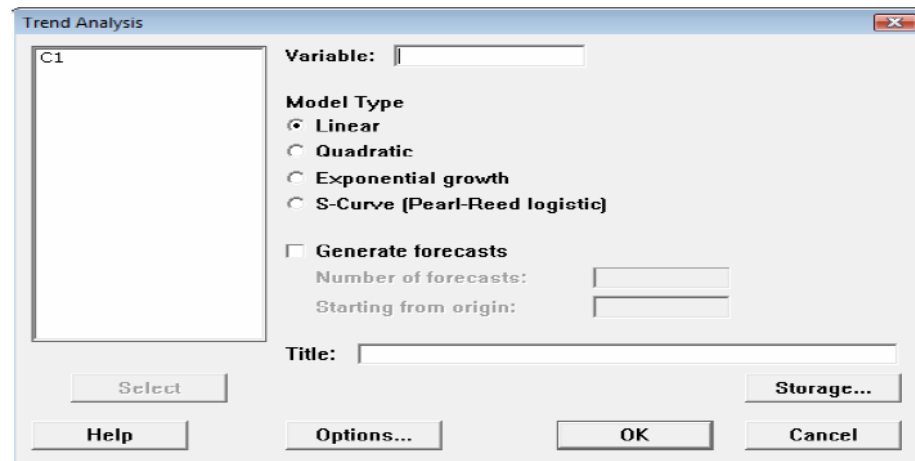 Trend Analysis
C1
Variable:
Model Type
Linear
Quadratic
Exponential growth
S-Curve (Pearl-Reed logistic)
Generate forecasts
Number of forecasts:
Starting from origin:
Title:
Select
Storage...
Help
Options...
OK
Cancel